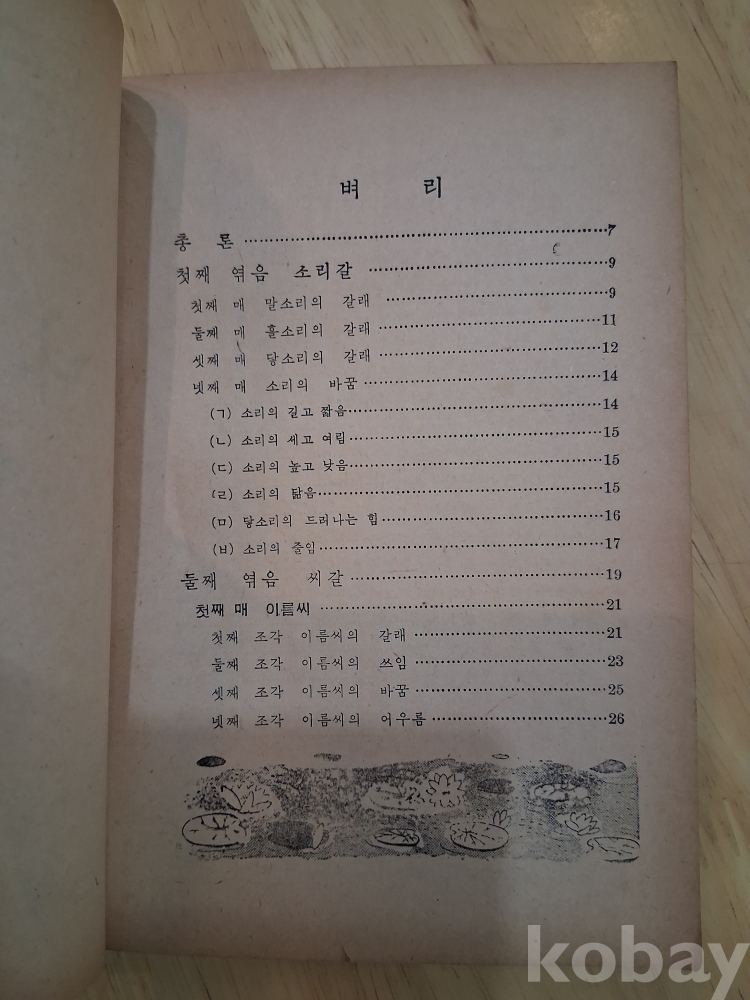 벼 리
총 론 7
첫째 엮음 소리갈 9
첫째 매 말소리의 갈래 9
둘째 매 홀소리의 갈래 11
셋째 매 닿소리의 갈래 12
넷째 매 소리의 바꿈 14
(ㄱ) 소리의 길고 짧음 14
(ㄴ) 소리의 세고 여림 15
(ㄷ) 소리의 높고 낮음 15
(ㄹ) 소리의 닮음 15
(ㅁ) 닿소리의 드러나는 힘 16
(ㅂ) 소리의 줄임 17
둘째 엮음 씨갈 19
첫째 매 이름씨 21
첫째 조각 이름씨의 갈래 21
둘째 조각 이름씨의 쓰임 23
셋째 조각 이름씨의 바꿈 25
넷째 조각 이름씨의 어우름 26
kobay